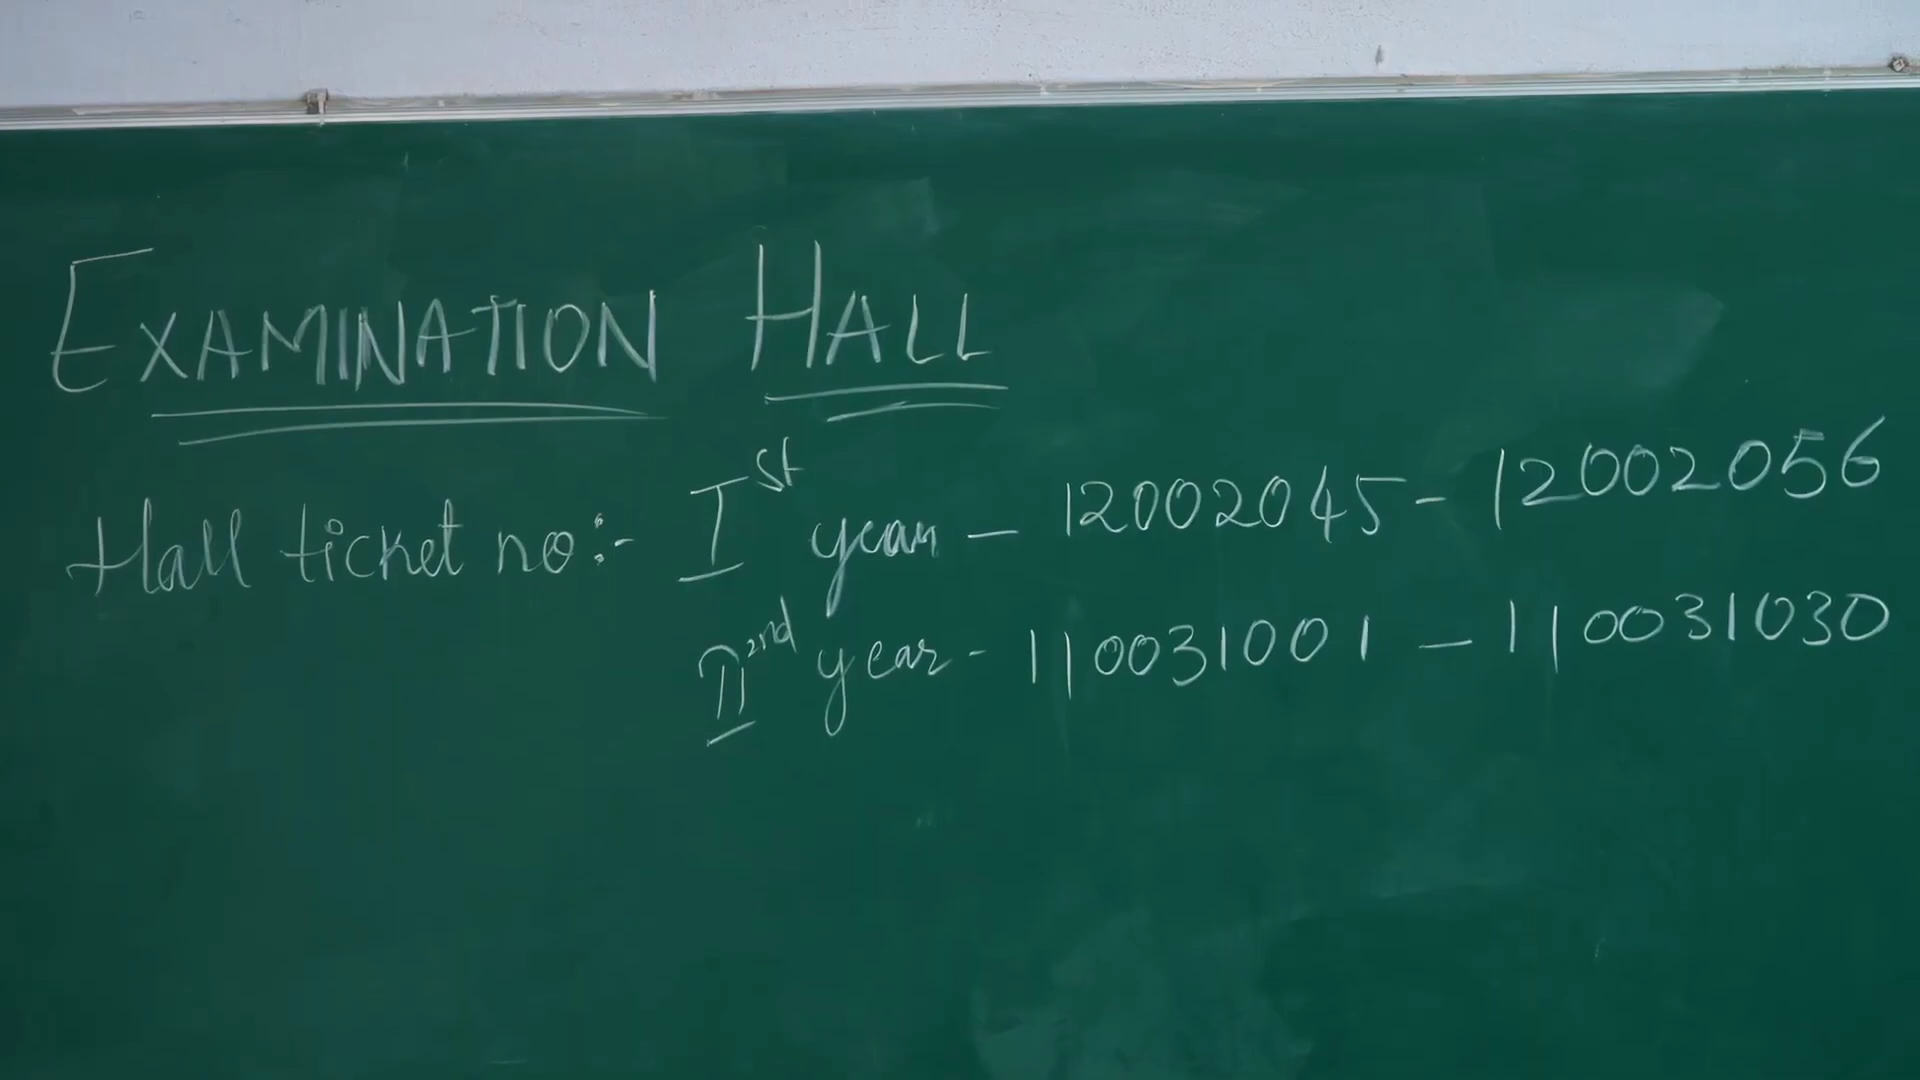 EXAMINATION HALL
Hall ticket no:- Ist year - 12002045 - 12002056
IInd year - 110031001 - 110031030